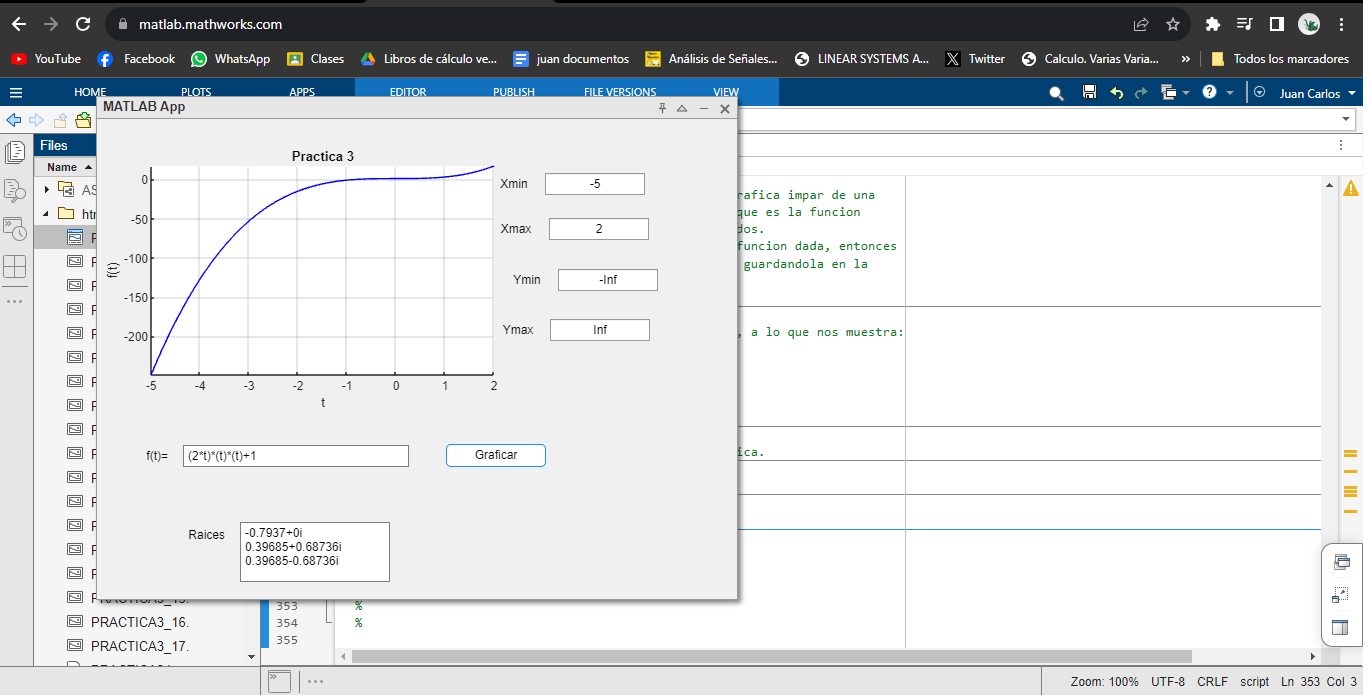 matlab.mathworks.com
YouTube Facebook WhatsApp Clases Libros de cálculo ve... juan documentos Análisis de Señales... LINEAR SYSTEMS A... Twitter Calculo. Varias Varia... » Todos los marcadores
HOME PLOTS APPS EDITOR PUBLISH FILE VERSIONS VIEW Juan Carlos
MATLAB App
Files
Name
AS
htr
Practica 3
0
-50
-100
-150
-200
f(t)
-5 -4 -3 -2 -1 0 1 2
t
Xmin -5
Xmax 2
Ymin -Inf
Ymax Inf
f(t)= (2*t)*(t)*(t)+1 Graficar
Raices
-0.7937+0i
0.39685+0.68736i
0.39685-0.68736i
rafica impar de una
que es la funcion
dos.
funcion dada, entonces
guardandola en la
, a lo que nos muestra:
ica.
PRACTICA3_15.
PRACTICA3_16.
PRACTICA3_17.
353 %
354 %
355
Zoom: 100% UTF-8 CRLF script Ln 353 Col 3